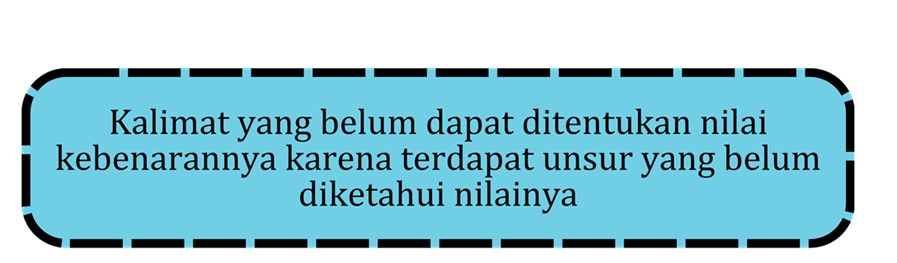 Kalimat yang belum dapat ditentukan nilai
kebenarannya karena terdapat unsur yang belum
diketahui nilainya